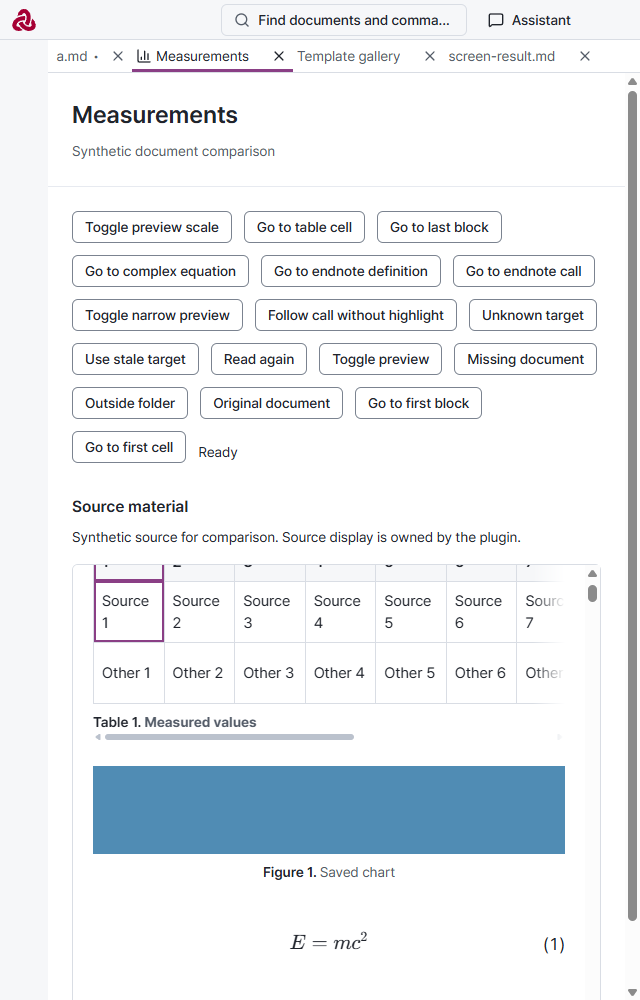 Find documents and comma...
Assistant
a.md
Measurements
Template gallery
screen-result.md
Measurements
Synthetic document comparison
Toggle preview scale
Go to table cell
Go to last block
Go to complex equation
Go to endnote definition
Go to endnote call
Toggle narrow preview
Follow call without highlight
Unknown target
Use stale target
Read again
Toggle preview
Missing document
Outside folder
Original document
Go to first block
Go to first cell
Ready
Source material
Synthetic source for comparison. Source display is owned by the plugin.
Source 1
Source 2
Source 3
Source 4
Source 5
Source 6
Source 7
Other 1
Other 2
Other 3
Other 4
Other 5
Other 6
Other
Table 1. Measured values
Figure 1. Saved chart
E = mc²
(1)